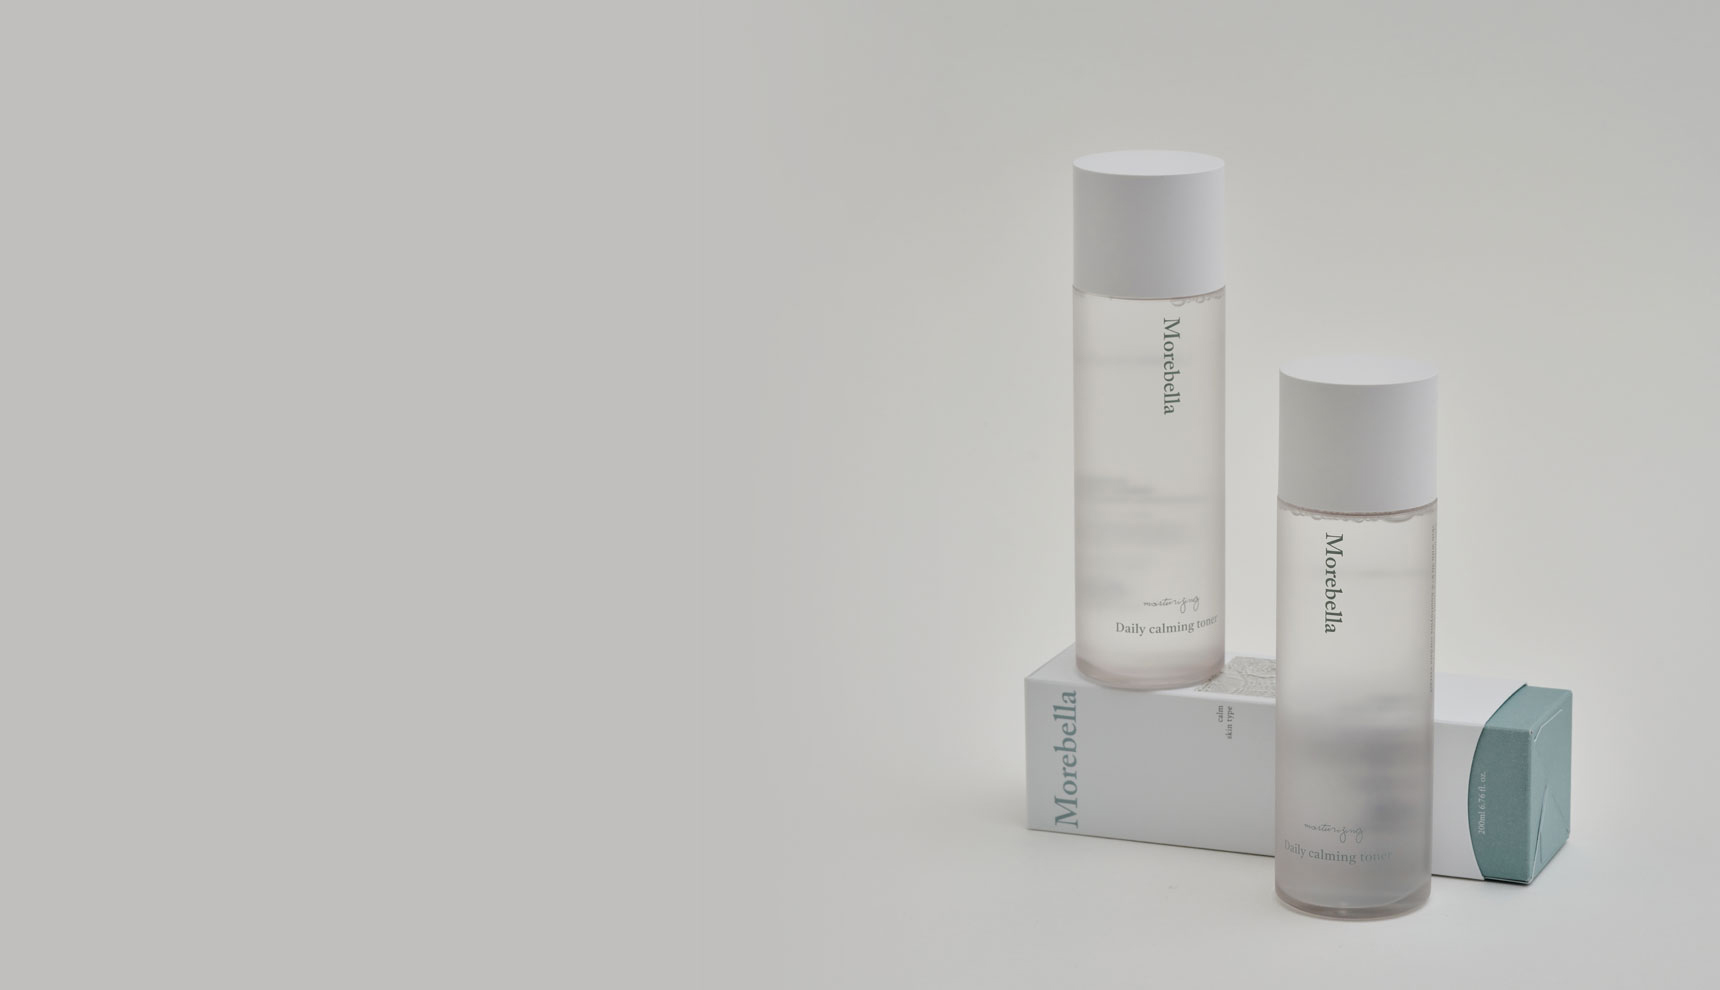 Morebella
moisturizing
Daily calming toner
Morebella
moisturizing
Daily calming toner
Morebella
calm
skin type
200ml 6.76 fl. oz.